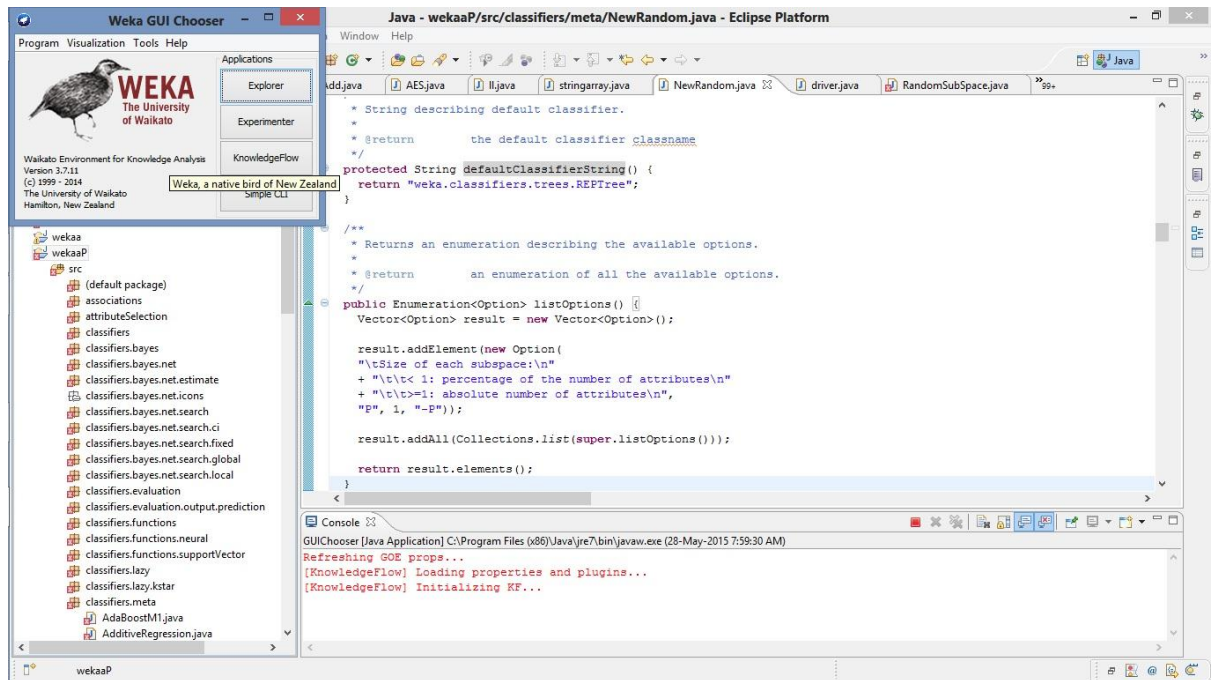 Weka GUI Chooser
Program Visualization Tools Help
WEKA
The University
of Waikato
Waikato Environment for Knowledge Analysis
Version 3.7.11
(c) 1999 - 2014
The University of Waikato
Hamilton, New Zealand
Applications
Explorer
Experimenter
KnowledgeFlow
Simple CLI
Weka, a native bird of New Zealand
Java - wekaaP/src/classifiers/meta/NewRandom.java - Eclipse Platform
Window Help
Java
Add.java AES.java ll.java stringarray.java NewRandom.java driver.java RandomSubSpace.java 99+
* String describing default classifier.
*
* @return the default classifier classname
*/
protected String defaultClassifierString() {
return "weka.classifiers.trees.REPTree";
}
/**
* Returns an enumeration describing the available options.
*
* @return an enumeration of all the available options.
*/
public Enumeration<Option> listOptions() {
Vector<Option> result = new Vector<Option>();
result.addElement(new Option(
"\tSize of each subspace:\n"
+ "\t\t< 1: percentage of the number of attributes\n"
+ "\t\t>=1: absolute number of attributes\n",
"P", 1, "-P"));
result.addAll(Collections.list(super.listOptions()));
return result.elements();
}
wekaa
wekaaP
src
(default package)
associations
attributeSelection
classifiers
classifiers.bayes
classifiers.bayes.net
classifiers.bayes.net.estimate
classifiers.bayes.net.icons
classifiers.bayes.net.search
classifiers.bayes.net.search.ci
classifiers.bayes.net.search.fixed
classifiers.bayes.net.search.global
classifiers.bayes.net.search.local
classifiers.evaluation
classifiers.evaluation.output.prediction
classifiers.functions
classifiers.functions.neural
classifiers.functions.supportVector
classifiers.lazy
classifiers.lazy.kstar
classifiers.meta
AdaBoostM1.java
AdditiveRegression.java
Console
GUIChooser [Java Application] C:\Program Files (x86)\Java\jre7\bin\javaw.exe (28-May-2015 7:59:30 AM)
Refreshing GOE props...
[KnowledgeFlow] Loading properties and plugins...
[KnowledgeFlow] Initializing KF...
wekaaP